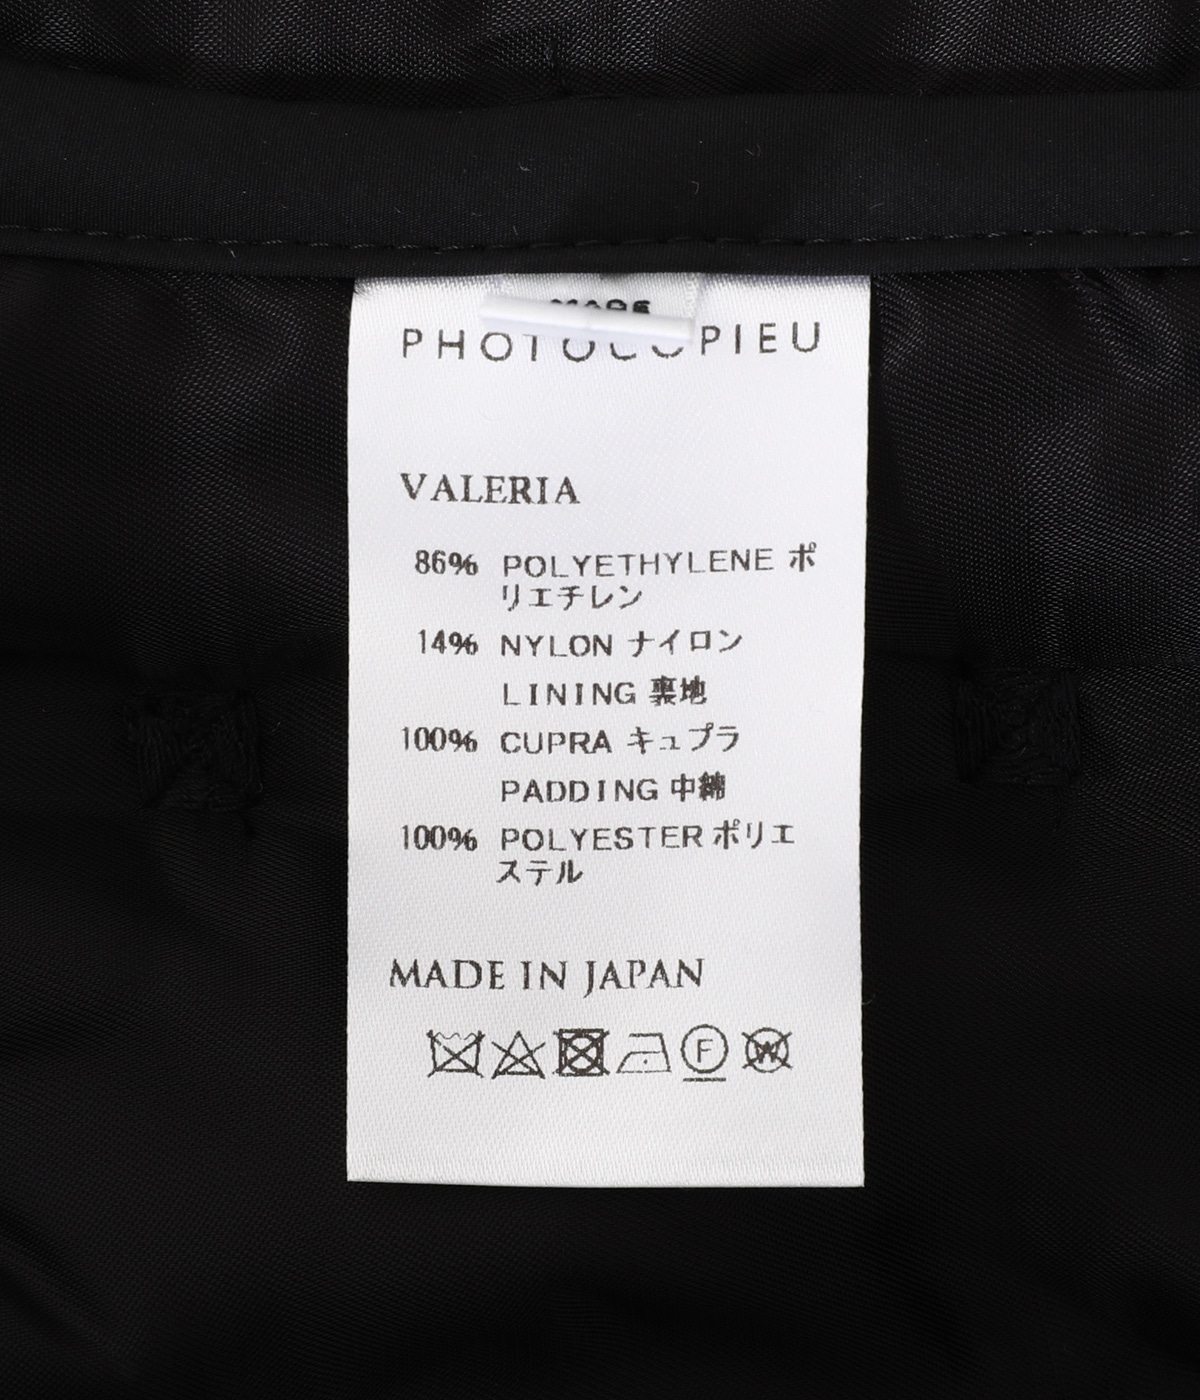 MADE
PHOTOCOPIEU
VALERIA
86% POLYETHYLENE ポ
リエチレン
14% NYLON ナイロン
LINING 裏地
100% CUPRA キュプラ
PADDING 中綿
100% POLYESTER ポリエ
ステル
MADE IN JAPAN
F W